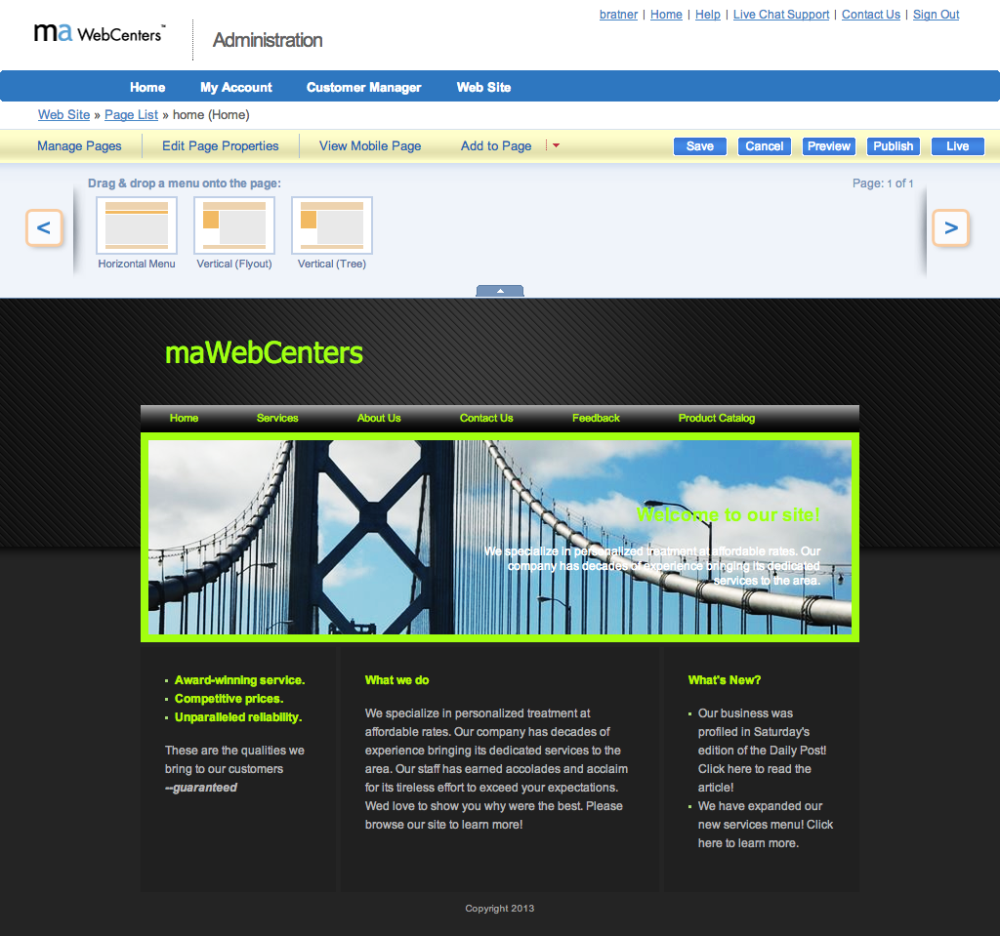 bratner | Home | Help | Live Chat Support | Contact Us | Sign Out
ma WebCenters™
Administration
Home My Account Customer Manager Web Site
Web Site » Page List » home (Home)
Manage Pages Edit Page Properties View Mobile Page Add to Page Save Cancel Preview Publish Live
Drag & drop a menu onto the page: Page: 1 of 1
< >
Horizontal Menu Vertical (Flyout) Vertical (Tree)
maWebCenters
Home Services About Us Contact Us Feedback Product Catalog
Welcome to our site!
We specialize in personalized treatment at affordable rates. Our
company has decades of experience bringing its dedicated
services to the area.
Award-winning service.
Competitive prices.
Unparalleled reliability.
These are the qualities we
bring to our customers
--guaranteed
What we do
We specialize in personalized treatment at
affordable rates. Our company has decades of
experience bringing its dedicated services to the
area. Our staff has earned accolades and acclaim
for its tireless effort to exceed your expectations.
Wed love to show you why were the best. Please
browse our site to learn more!
What's New?
Our business was
profiled in Saturday's
edition of the Daily Post!
Click here to read the
article!
We have expanded our
new services menu! Click
here to learn more.
Copyright 2013